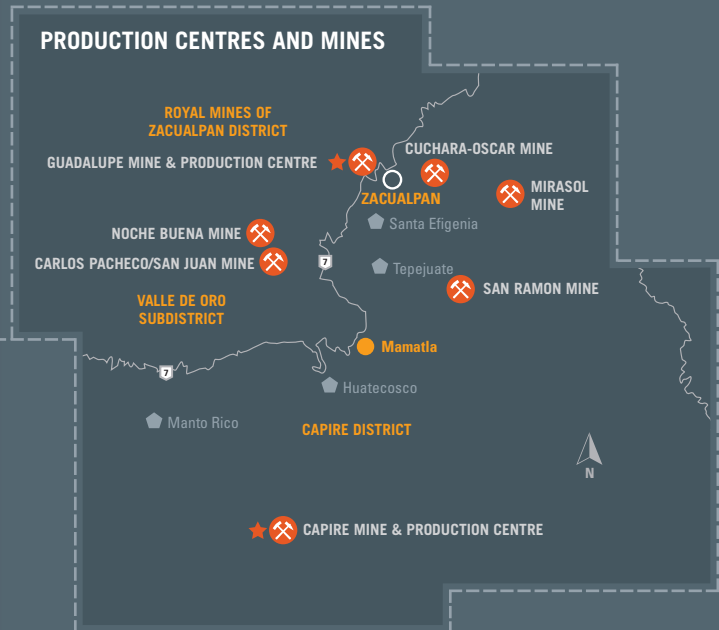 PRODUCTION CENTRES AND MINES
ROYAL MINES OF
ZACUALPAN DISTRICT
GUADALUPE MINE & PRODUCTION CENTRE
CUCHARA-OSCAR MINE
MIRASOL
MINE
ZACUALPAN
Santa Efigenia
NOCHE BUENA MINE
CARLOS PACHECO/SAN JUAN MINE
7
Tepejuate
SAN RAMON MINE
VALLE DE ORO
SUBDISTRICT
Mamatla
7
Huatecosco
Manto Rico
CAPIRE DISTRICT
N
CAPIRE MINE & PRODUCTION CENTRE